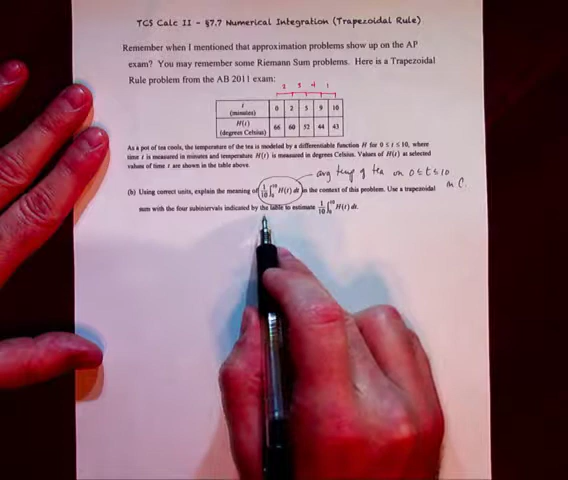 TCS Calc II - §7.7 Numerical Integration (Trapezoidal Rule)
Remember when I mentioned that approximation problems show up on the AP
exam? You may remember some Riemann Sum problems. Here is a Trapezoidal
Rule problem from the AB 2011 exam:
2 3 4 1
t (minutes) 0 2 5 9 10
H(t) (degrees Celsius) 66 60 52 44 43
As a pot of tea cools, the temperature of the tea is modeled by a differentiable function H for 0 ≤ t ≤ 10, where
time t is measured in minutes and temperature H(t) is measured in degrees Celsius. Values of H(t) at selected
values of time t are shown in the table above.
avg temp of tea on 0≤t≤10
in C.
(b) Using correct units, explain the meaning of 1/10 ∫₀¹⁰ H(t) dt in the context of this problem. Use a trapezoidal
sum with the four subintervals indicated by the table to estimate 1/10 ∫₀¹⁰ H(t) dt.